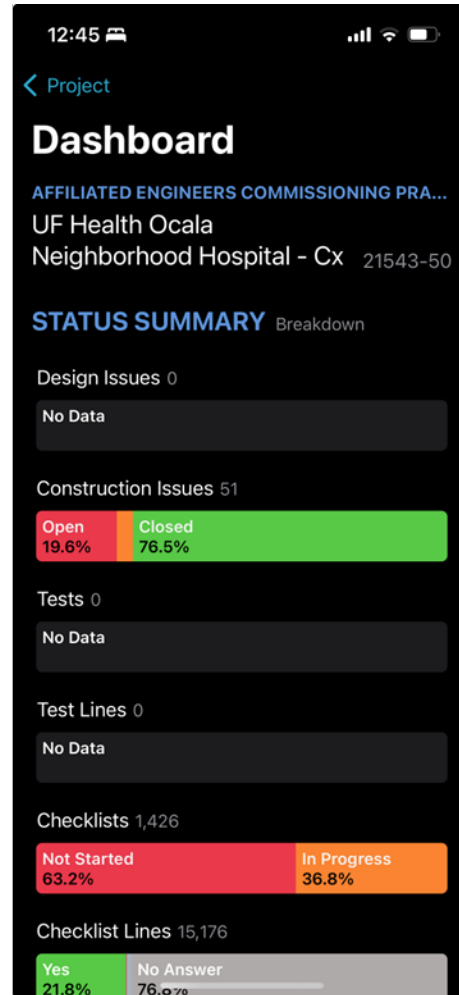 12:45
Project
Dashboard
AFFILIATED ENGINEERS COMMISSIONING PRA...
UF Health Ocala
Neighborhood Hospital - Cx 21543-50
STATUS SUMMARY Breakdown
Design Issues 0
No Data
Construction Issues 51
Open Closed
19.6% 76.5%
Tests 0
No Data
Test Lines 0
No Data
Checklists 1,426
Not Started In Progress
63.2% 36.8%
Checklist Lines 15,176
Yes No Answer
21.8%